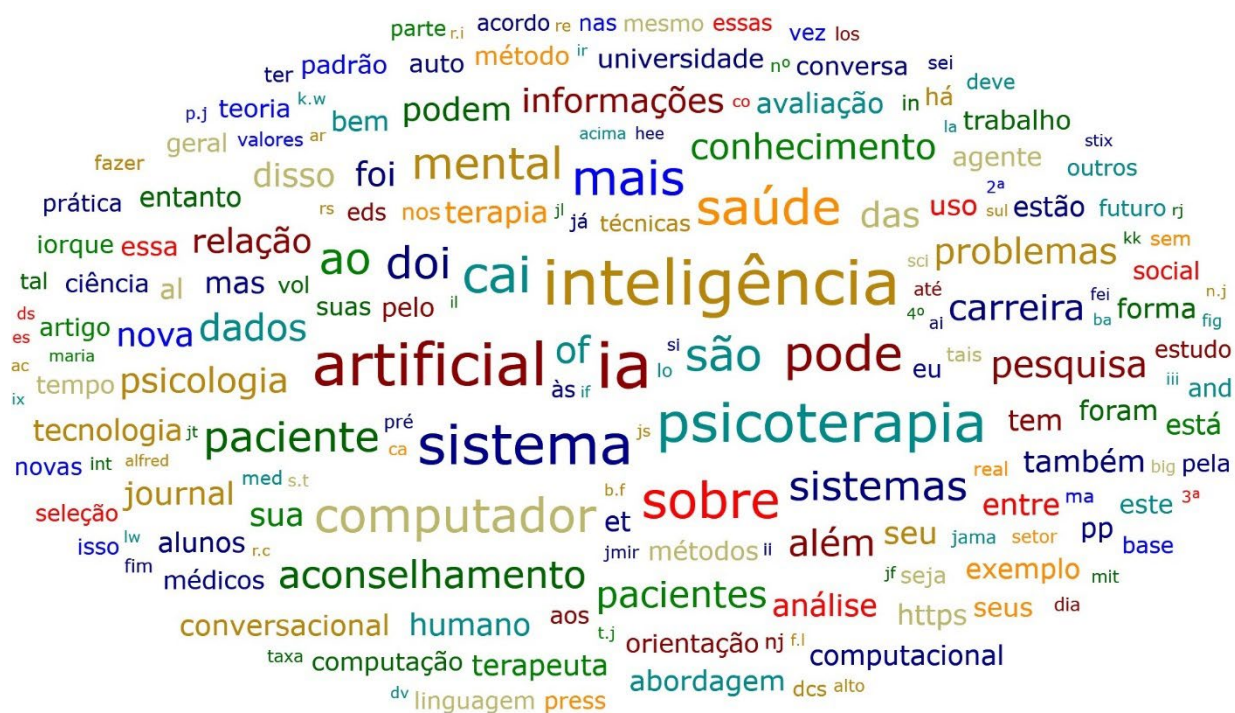 parte r.i acordo re nas mesmo essas vez los
ter padrão auto método ir universidade nº conversa sei
p.j teoria k.w bem podem informações co avaliação in há deve
geral valores ar acima hee la trabalho
fazer disso foi mental mais conhecimento agente stix outros
prática entanto rs eds nos terapia jl já técnicas saúde das uso 2ª sul estão futuro rj
iorque essa relação ao doi cai inteligência sci problemas kk sem
tal ciência al mas vol suas pelo il até social
ds es artigo nova dados 4º ai carreira fei ba forma n.j fig
ac maria artificial of ia si lo são pode eu tais pesquisa estudo
ix tempo psicologia às if iii and
tecnologia jt paciente pré ca sistema js psicoterapia tem foram está
novas int alfred real também big pela
seleção journal med s.t computador b.f sobre sistemas entre ma este 3ª
isso lw alunos r.c sua et além seu jama setor pp base
fim médicos aconselhamento jmir métodos ii jf seja exemplo mit
conversacional humano aos pacientes análise https seus dia
taxa computação terapeuta t.j orientação nj f.l computacional
dv linguagem press abordagem dcs alto